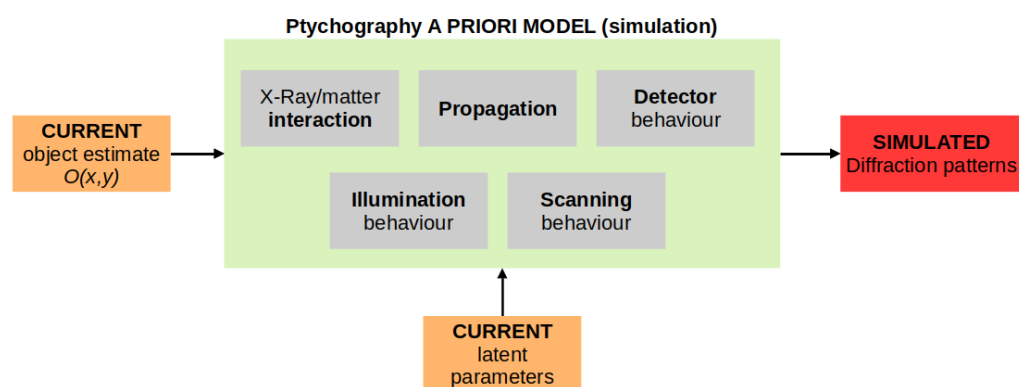 Ptychography A PRIORI MODEL (simulation)
X-Ray/matter
interaction
Propagation
Detector
behaviour
CURRENT
object estimate
O(x,y)
SIMULATED
Diffraction patterns
Illumination
behaviour
Scanning
behaviour
CURRENT
latent
parameters